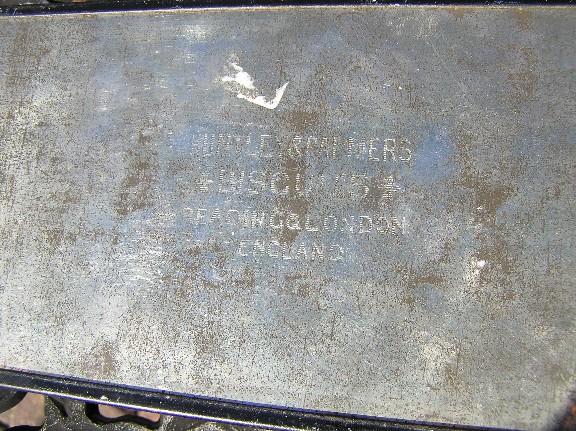 HUNTLEY & PALMERS
BISCUITS
READING & LONDON
ENGLAND